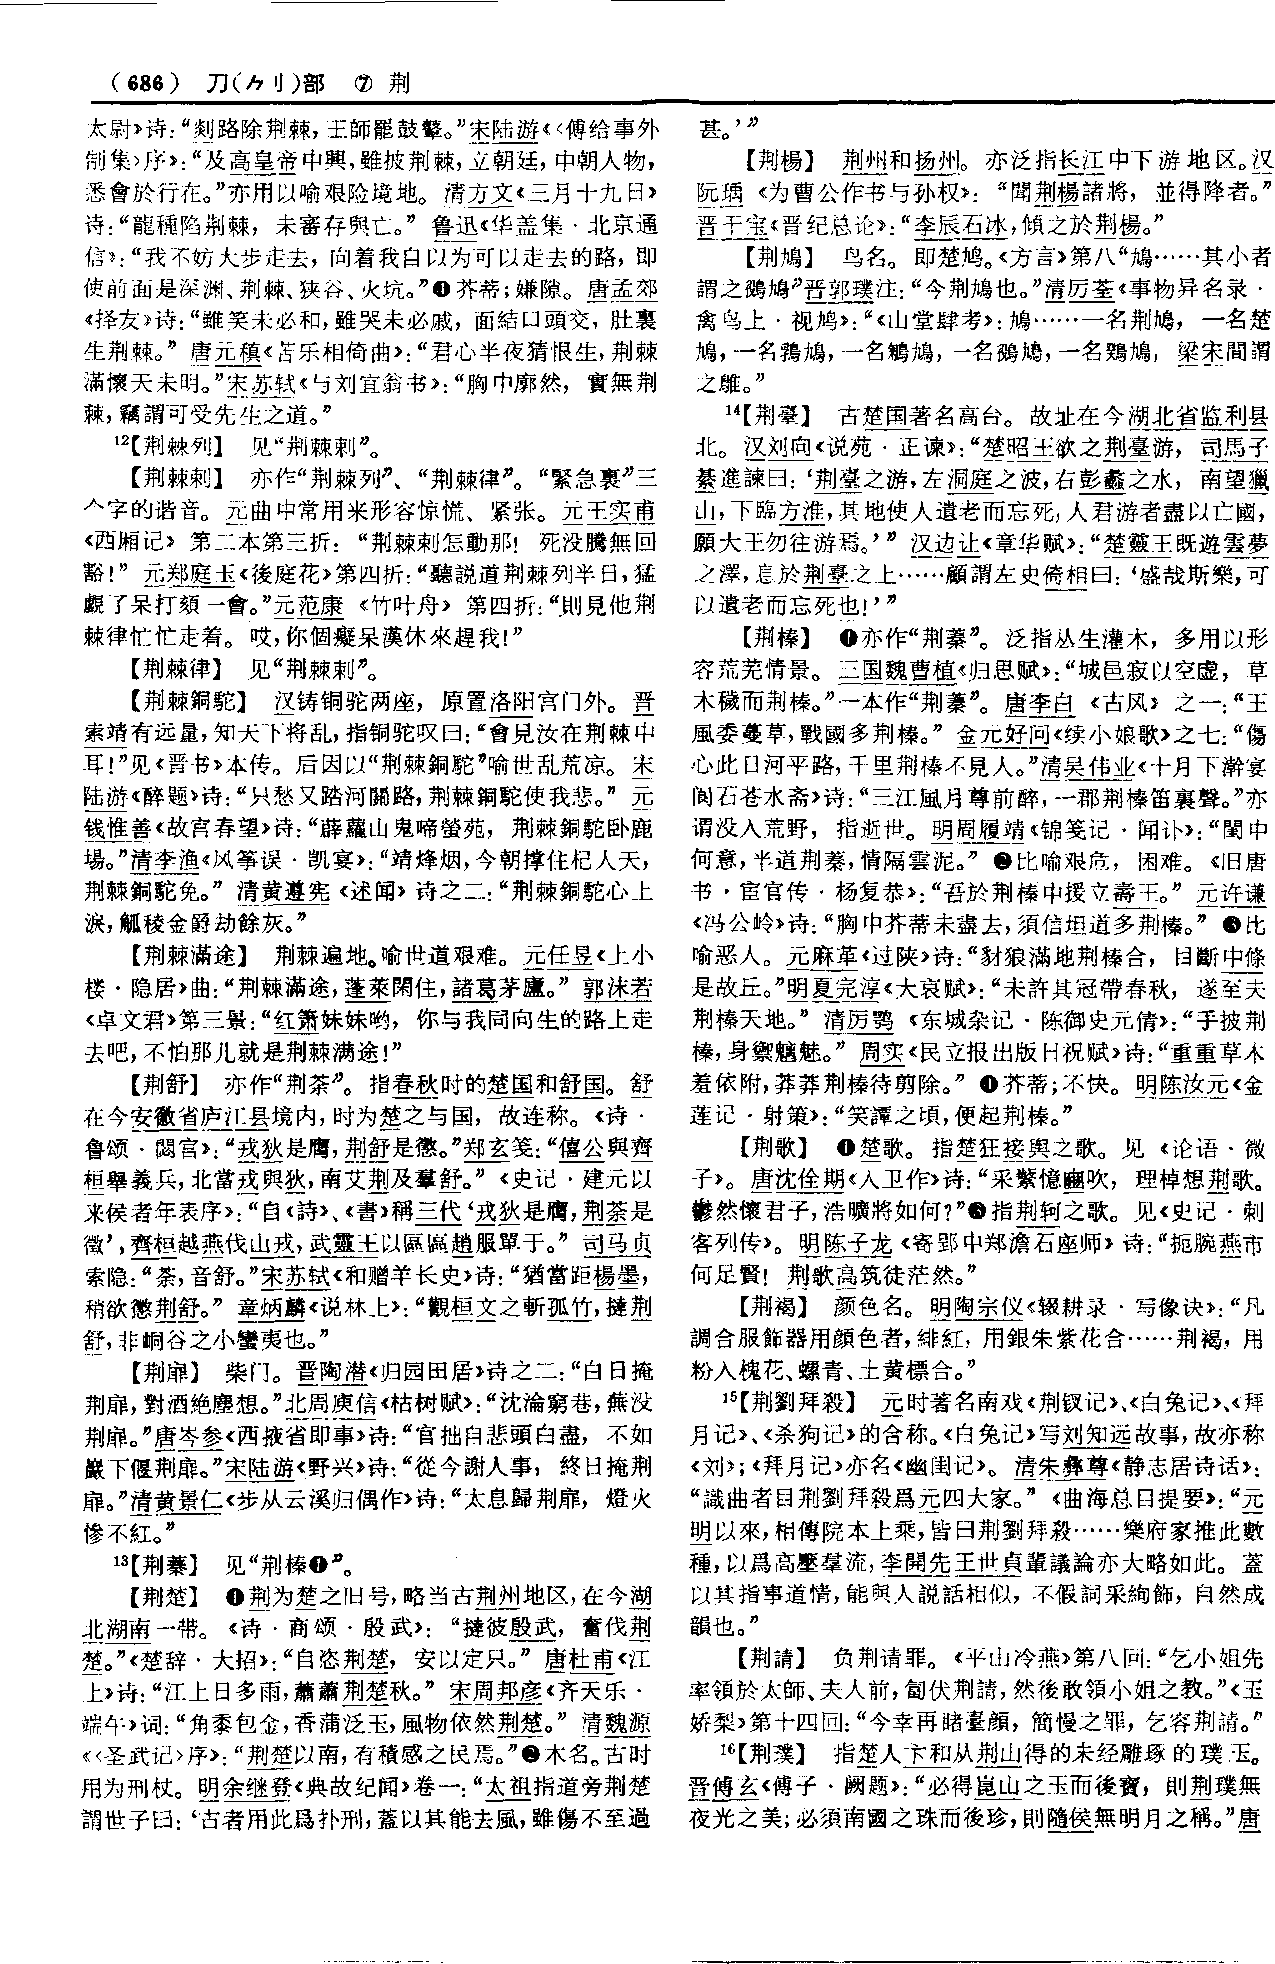 (686) 刀(⺈刂)部 ⑦ 荆
太尉》诗:“剡路除荆棘,王師罷鼓鼙。”宋陆游《〈傅给事外
制集〉序》:“及高皇帝中興,雖披荆棘,立朝廷,中朝人物,
悉會於行在。”亦用以喻艰险境地。清方文《三月十九日》
诗:“龍種陷荆棘,未審存與亡。”鲁迅《华盖集·北京通
信》:“我不妨大步走去,向着我自以为可以走去的路,即
使前面是深渊、荆棘、狭谷、火坑。”❹芥蒂;嫌隙。唐孟郊
《择友》诗:“雖笑未必和,雖哭未必戚,面結口頭交,肚裏
生荆棘。”唐元稹《苦乐相倚曲》:“君心半夜猜恨生,荆棘
滿懷天未明。”宋苏轼《与刘宜翁书》:“胸中廓然,實無荆
棘,竊謂可受先生之道。”
12【荆棘列】 见“荆棘剌”。
【荆棘剌】 亦作“荆棘列”、“荆棘律”。“緊急裏”三
个字的谐音。元曲中常用来形容惊慌、紧张。元王实甫
《西厢记》第二本第三折:“荆棘剌怎動那!死没騰無回
豁!”元郑庭玉《後庭花》第四折:“聽説道荆棘列半日,猛
覷了呆打頦一會。”元范康《竹叶舟》第四折:“則見他荆
棘律忙忙走着。哎,你個癡呆漢休來趕我!”
【荆棘律】 见“荆棘剌”。
【荆棘銅駝】 汉铸铜驼两座,原置洛阳宫门外。晋
索靖有远量,知天下将乱,指铜驼叹曰:“會見汝在荆棘中
耳!”见《晋书》本传。后因以“荆棘銅駝”喻世乱荒凉。宋
陆游《醉题》诗:“只愁又踏河關路,荆棘銅駝使我悲。”元
钱惟善《故宫春望》诗:“薜蘿山鬼啼螢苑,荆棘銅駝卧鹿
場。”清李渔《风筝误·凯宴》:“靖烽烟,今朝撑住杞人天,
荆棘銅駝免。”清黄遵宪《述闻》诗之二:“荆棘銅駝心上
淚,觚稜金爵劫餘灰。”
【荆棘滿途】 荆棘遍地。喻世道艰难。元任昱《上小
楼·隐居》曲:“荆棘滿途,蓬萊閑住,諸葛茅廬。”郭沫若
《卓文君》第三景:“红箫妹妹哟,你与我同向生的路上走
去吧,不怕那儿就是荆棘满途!”
【荆舒】 亦作“荆荼”。指春秋时的楚国和舒国。舒
在今安徽省庐江县境内,时为楚之与国,故连称。《诗·
鲁颂·閟宫》:“戎狄是膺,荆舒是懲。”郑玄笺:“僖公與齊
桓舉義兵,北當戎與狄,南艾荆及羣舒。”《史记·建元以
来侯者年表序》:“自《詩》、《書》稱三代‘戎狄是膺,荆荼是
徵’,齊桓越燕伐山戎,武靈王以區區趙服單于。”司马贞
索隐:“荼,音舒。”宋苏轼《和赠羊长史》诗:“猶當距楊墨,
稍欲懲荆舒。”章炳麟《说林上》:“觀桓文之斬孤竹,撻荆
舒,非峒谷之小蠻夷也。”
【荆扉】 柴门。晋陶潜《归园田居》诗之二:“白日掩
荆扉,對酒絶塵想。”北周庾信《枯树赋》:“沈淪窮巷,蕪没
荆扉。”唐岑参《西掖省即事》诗:“官拙自悲頭白盡,不如
巖下偃荆扉。”宋陆游《野兴》诗:“從今謝人事,終日掩荆
扉。”清黄景仁《步从云溪归偶作》诗:“太息歸荆扉,燈火
慘不紅。”
13【荆蓁】 见“荆榛❶”。
【荆楚】 ❶荆为楚之旧号,略当古荆州地区,在今湖
北湖南一带。《诗·商颂·殷武》:“撻彼殷武,奮伐荆
楚。”《楚辞·大招》:“自恣荆楚,安以定只。”唐杜甫《江
上》诗:“江上日多雨,蕭蕭荆楚秋。”宋周邦彦《齐天乐·
端午》词:“角黍包金,香蒲泛玉,風物依然荆楚。”清魏源
《〈圣武记〉序》:“荆楚以南,有積感之民焉。”❷木名。古时
用为刑杖。明余继登《典故纪闻》卷一:“太祖指道旁荆楚
謂世子曰:‘古者用此爲扑刑,蓋以其能去風,雖傷不至過
甚。’”
【荆楊】 荆州和扬州。亦泛指长江中下游地区。汉
阮瑀《为曹公作书与孙权》:“聞荆楊諸將,並得降者。”
晋干宝《晋纪总论》:“李辰石冰,傾之於荆楊。”
【荆鳩】 鸟名。即楚鸠。《方言》第八“鳩……其小者
謂之鵖鳩”晋郭璞注:“今荆鳩也。”清厉荃《事物异名录·
禽鸟上·视鸠》:“《山堂肆考》:鳩……一名荆鳩,一名楚
鳩,一名鵓鳩,一名鶻鳩,一名鵖鳩,一名鶏鳩,梁宋間謂
之鵻。”
14【荆臺】 古楚国著名高台。故址在今湖北省监利县
北。汉刘向《说苑·正谏》:“楚昭王欲之荆臺游,司馬子
綦進諫曰:‘荆臺之游,左洞庭之波,右彭蠡之水,南望獵
山,下臨方淮,其地使人遺老而忘死,人君游者盡以亡國,
願大王勿往游焉。’”汉边让《章华赋》:“楚靈王既遊雲夢
之澤,息於荆臺之上……顧謂左史倚相曰:‘盛哉斯樂,可
以遺老而忘死也!’”
【荆榛】 ❶亦作“荆蓁”。泛指丛生灌木,多用以形
容荒芜情景。三国魏曹植《归思赋》:“城邑寂以空虚,草
木穢而荆榛。”一本作“荆蓁”。唐李白《古风》之一:“王
風委蔓草,戰國多荆榛。”金元好问《续小娘歌》之七:“傷
心此日河平路,千里荆榛不見人。”清吴伟业《十月下澣宴
阁石苍水斋》诗:“三江風月尊前醉,一郡荆榛笛裏聲。”亦
谓没入荒野,指逝世。明周履靖《锦笺记·闻讣》:“閨中
何意,半道荆蓁,情隔雲泥。”❷比喻艰危,困难。《旧唐
书·宦官传·杨复恭》:“吾於荆榛中援立壽王。”元许谦
《冯公岭》诗:“胸中芥蒂未盡去,須信坦道多荆榛。”❸比
喻恶人。元麻革《过陕》诗:“豺狼滿地荆榛合,目斷中條
是故丘。”明夏完淳《大哀赋》:“未許其冠帶春秋,遂至夫
荆榛天地。”清厉鹗《东城杂记·陈御史元倩》:“手披荆
榛,身禦魑魅。”周实《民立报出版日祝赋》诗:“重重草木
羞依附,莽莽荆榛待剪除。”❹芥蒂;不快。明陈汝元《金
莲记·射策》:“笑譚之頃,便起荆榛。”
【荆歌】 ❶楚歌。指楚狂接舆之歌。见《论语·微
子》。唐沈佺期《入卫作》诗:“采蘩憶豳吹,理棹想荆歌。
鬱然懷君子,浩曠將如何?”❷指荆轲之歌。见《史记·刺
客列传》。明陈子龙《寄郢中郑澹石座师》诗:“扼腕燕市
何足賢!荆歌高筑徒茫然。”
【荆褐】 颜色名。明陶宗仪《辍耕录·写像诀》:“凡
調合服飾器用顔色者,緋紅,用銀朱紫花合……荆褐,用
粉入槐花、螺青、土黄標合。”
15【荆劉拜殺】 元时著名南戏《荆钗记》、《白兔记》、《拜
月记》、《杀狗记》的合称。《白兔记》写刘知远故事,故亦称
《刘》;《拜月记》亦名《幽闺记》。清朱彝尊《静志居诗话》:
“識曲者目荆劉拜殺爲元四大家。”《曲海总目提要》:“元
明以來,相傳院本上乘,皆曰荆劉拜殺……樂府家推此數
種,以爲高壓羣流,李開先王世貞輩議論亦大略如此。蓋
以其指事道情,能與人説話相似,不假詞采絢飾,自然成
韻也。”
【荆請】 负荆请罪。《平山冷燕》第八回:“乞小姐先
率領於太師、夫人前,匍伏荆請,然後敢領小姐之教。”《玉
娇梨》第十四回:“今幸再睹臺顔,簡慢之罪,乞容荆請。”
16【荆璞】 指楚人卞和从荆山得的未经雕琢的璞玉。
晋傅玄《傅子·阙题》:“必得崑山之玉而後寶,則荆璞無
夜光之美;必須南國之珠而後珍,則隨侯無明月之稱。”唐